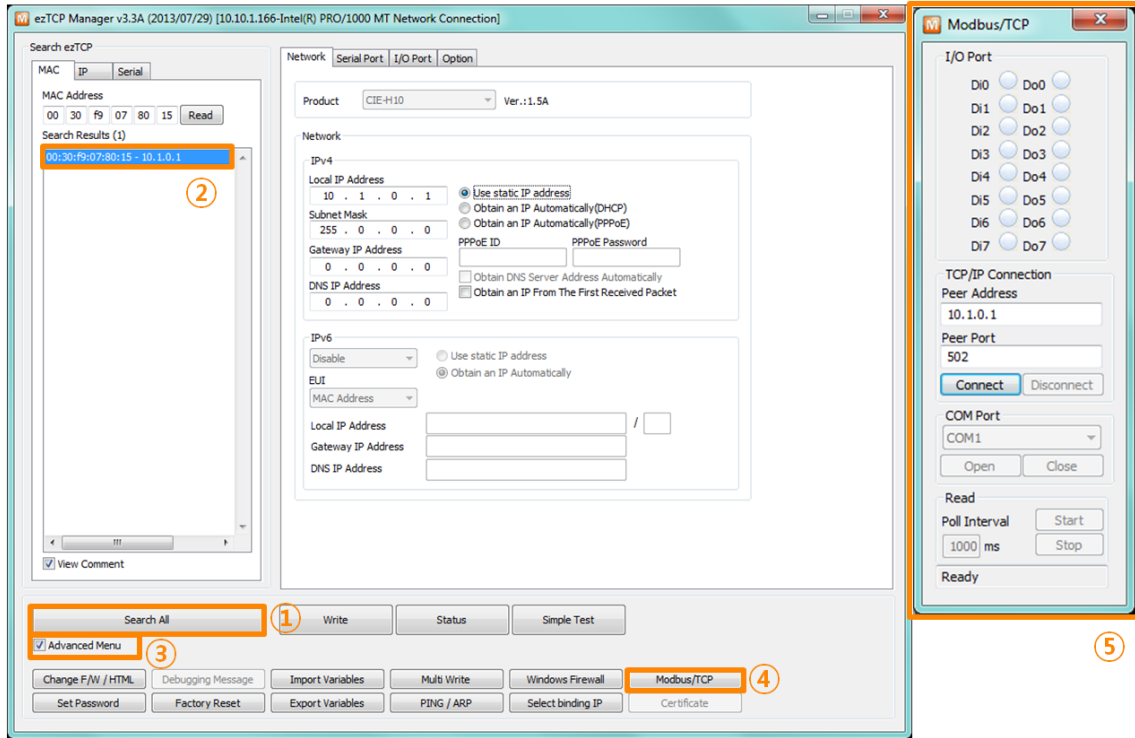 ezTCP Manager v3.3A (2013/07/29) [10.10.1.166-Intel(R) PRO/1000 MT Network Connection]
Search ezTCP
MAC IP Serial
MAC Address
00 30 f9 07 80 15 Read
Search Results (1)
00:30:f9:07:80:15 - 10.1.0.1
②
View Comment
Network Serial Port I/O Port Option
Product CIE-H10 Ver.:1.5A
Network
IPv4
Local IP Address
10 . 1 . 0 . 1
Subnet Mask
255 . 0 . 0 . 0
Gateway IP Address
0 . 0 . 0 . 0
DNS IP Address
0 . 0 . 0 . 0
Use static IP address
Obtain an IP Automatically(DHCP)
Obtain an IP Automatically(PPPoE)
PPPoE ID PPPoE Password
Obtain DNS Server Address Automatically
Obtain an IP From The First Received Packet
IPv6
Disable
EUI
MAC Address
Use static IP address
Obtain an IP Automatically
Local IP Address /
Gateway IP Address
DNS IP Address
Search All ① Write Status Simple Test
Advanced Menu ③
Change F/W / HTML Debugging Message Import Variables Multi Write Windows Firewall Modbus/TCP ④
Set Password Factory Reset Export Variables PING / ARP Select binding IP Certificate
M Modbus/TCP
I/O Port
Di0 Do0
Di1 Do1
Di2 Do2
Di3 Do3
Di4 Do4
Di5 Do5
Di6 Do6
Di7 Do7
TCP/IP Connection
Peer Address
10.1.0.1
Peer Port
502
Connect Disconnect
COM Port
COM1
Open Close
Read
Poll Interval Start
1000 ms Stop
Ready
⑤